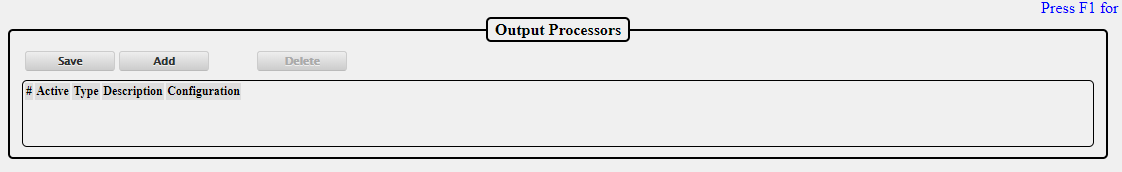 Press F1 for
Output Processors
Save Add Delete
# Active Type Description Configuration